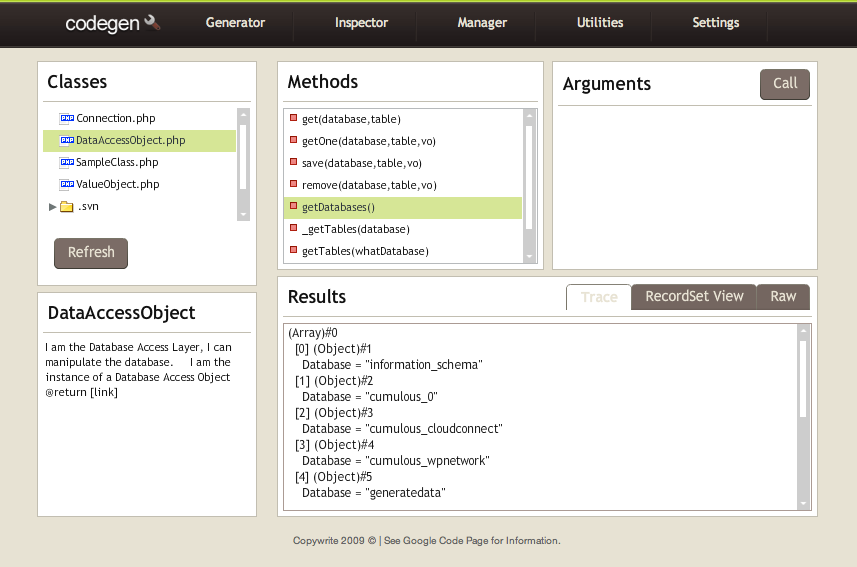 codegen Generator Inspector Manager Utilities Settings
Classes
Connection.php
DataAccessObject.php
SampleClass.php
ValueObject.php
.svn
Refresh
DataAccessObject
I am the Database Access Layer, I can
manipulate the database. I am the
instance of a Database Access Object
@return [link]
Methods
get(database,table)
getOne(database,table,vo)
save(database,table,vo)
remove(database,table,vo)
getDatabases()
_getTables(database)
getTables(whatDatabase)
Arguments Call
Results Trace RecordSet View Raw
(Array)#0
[0] (Object)#1
Database = "information_schema"
[1] (Object)#2
Database = "cumulous_0"
[2] (Object)#3
Database = "cumulous_cloudconnect"
[3] (Object)#4
Database = "cumulous_wpnetwork"
[4] (Object)#5
Database = "generatedata"
Copywrite 2009 © | See Google Code Page for Information.